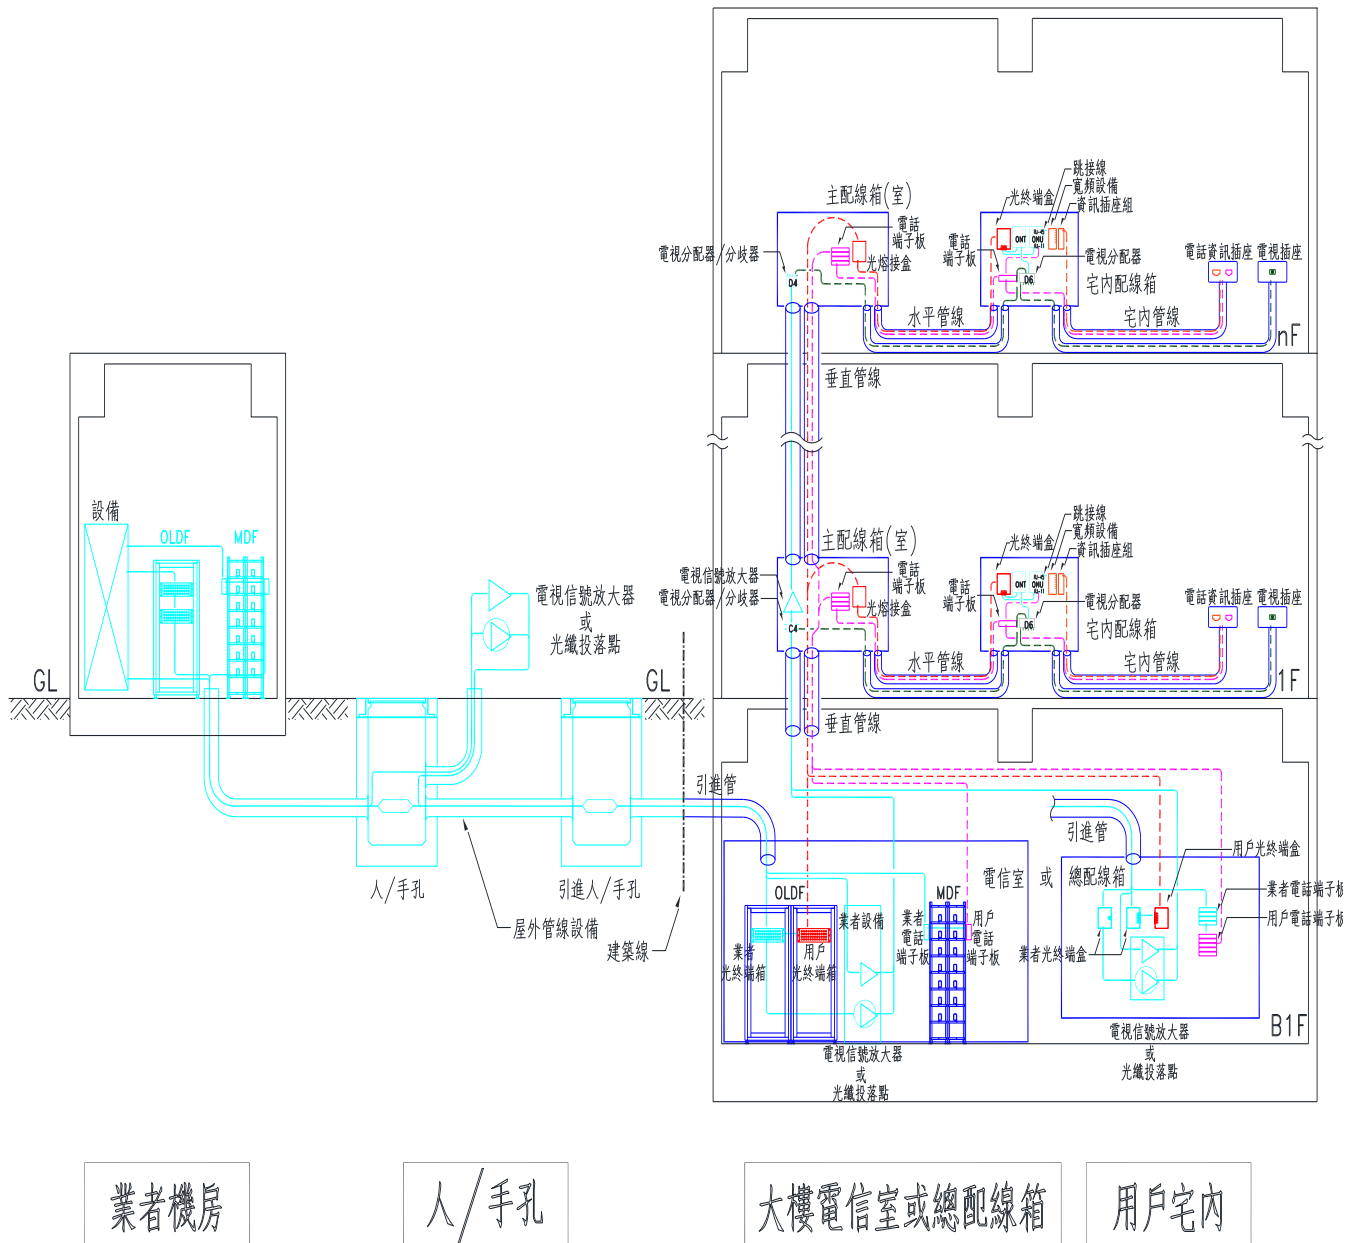 主配線箱(室)
電話
端子板
電視分配器/分歧器
光熔接盒
D4
光終端盒
跳接線
寬頻設備
資訊插座組
電話
端子板
ONT
RJ-45
ONU
RJ-11
D6
電視分配器
宅內配線箱
電話資訊插座
電視插座
水平管線
宅內管線
nF
垂直管線
主配線箱(室)
電視信號放大器
電視分配器/分歧器
電話
端子板
光熔接盒
C4
光終端盒
跳接線
寬頻設備
資訊插座組
電話
端子板
ONT
RJ-45
ONU
RJ-11
D6
電視分配器
宅內配線箱
電話資訊插座
電視插座
水平管線
宅內管線
1F
垂直管線
設備
OLDF
MDF
電視信號放大器
或
光纖投落點
GL
GL
人/手孔
引進人/手孔
屋外管線設備
建築線
引進管
電信室
或
總配線箱
引進管
OLDF
MDF
業者
光終端箱
用戶
光終端箱
業者設備
業者
電話
端子板
用戶
電話
端子板
電視信號放大器
或
光纖投落點
用戶光終端盒
業者電話端子板
用戶電話端子板
業者光終端盒
電視信號放大器
或
光纖投落點
B1F
業者機房
人/手孔
大樓電信室或總配線箱
用戶宅內